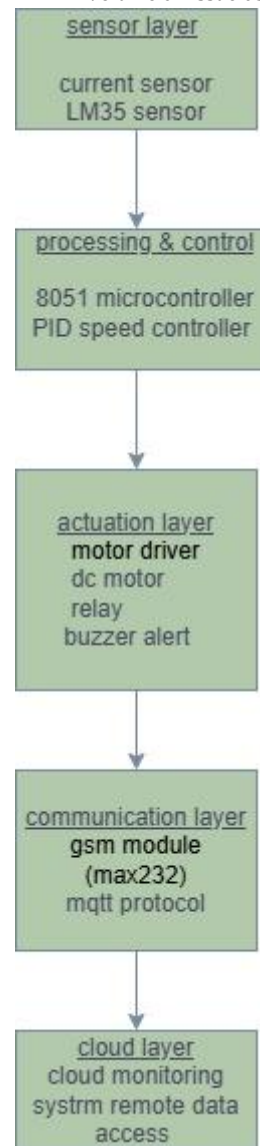 sensor layer
current sensor
LM35 sensor
processing & control
8051 microcontroller
PID speed controller
actuation layer
motor driver
dc motor
relay
buzzer alert
communication layer
gsm module
(max232)
mqtt protocol
cloud layer
cloud monitoring
systrm remote data
access